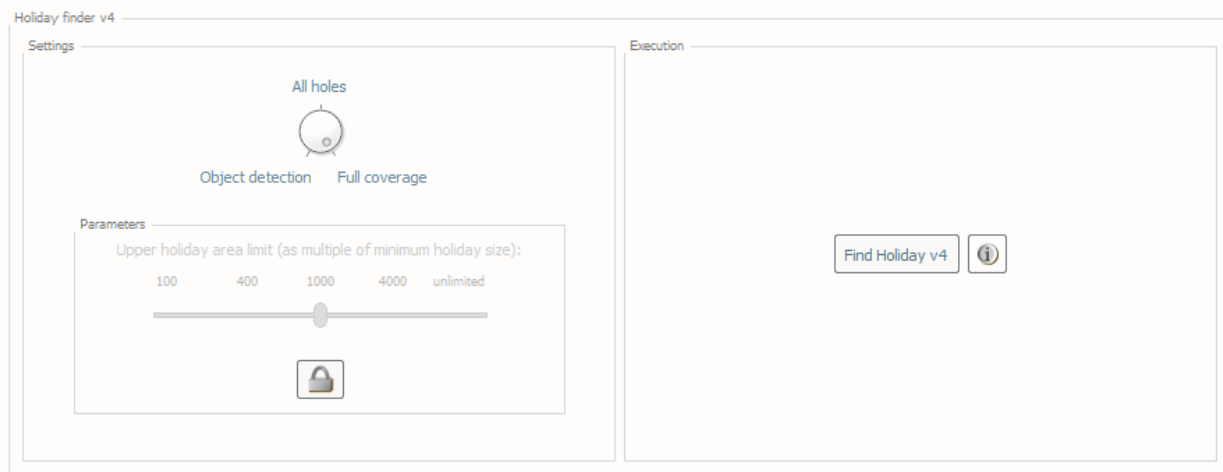 Holiday finder v4
Settings
All holes
Object detection Full coverage
Parameters
Upper holiday area limit (as multiple of minimum holiday size):
100 400 1000 4000 unlimited
Execution
Find Holiday v4
i